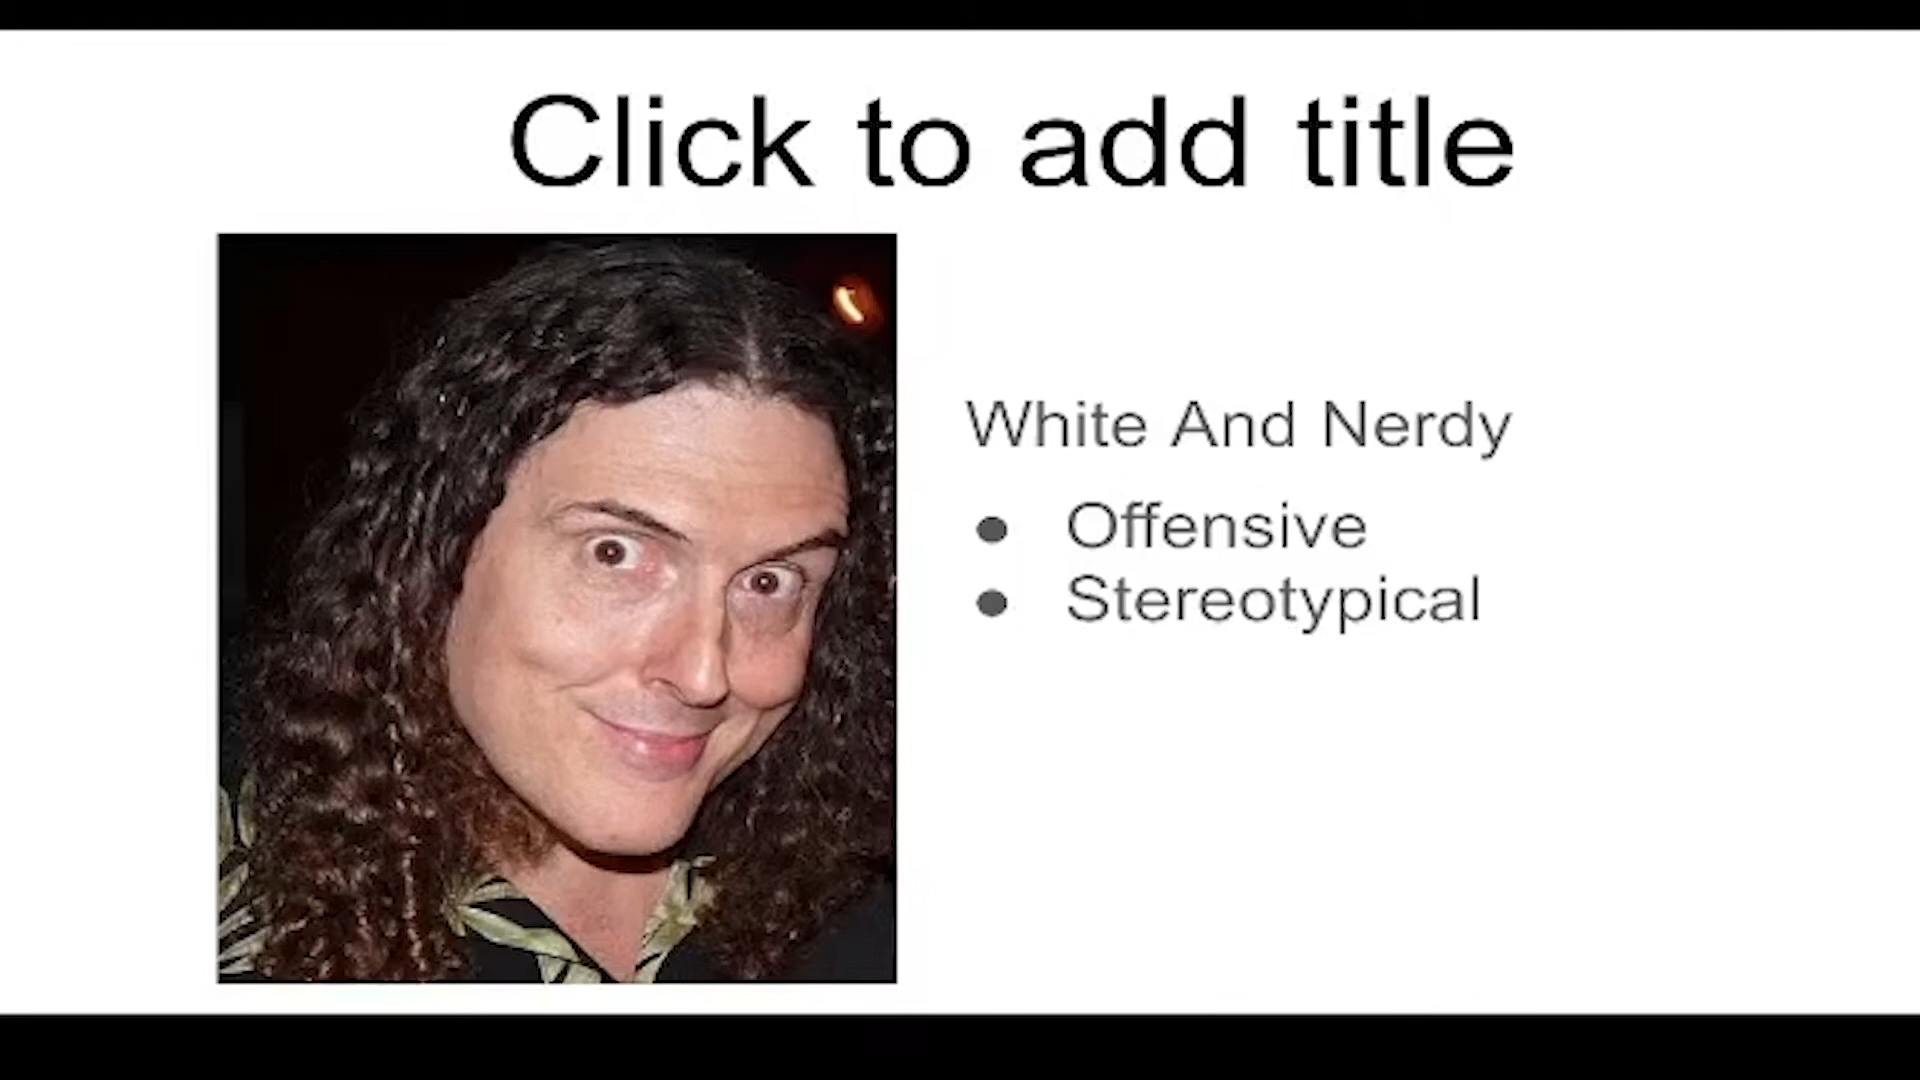 Click to add title
White And Nerdy
● Offensive
● Stereotypical